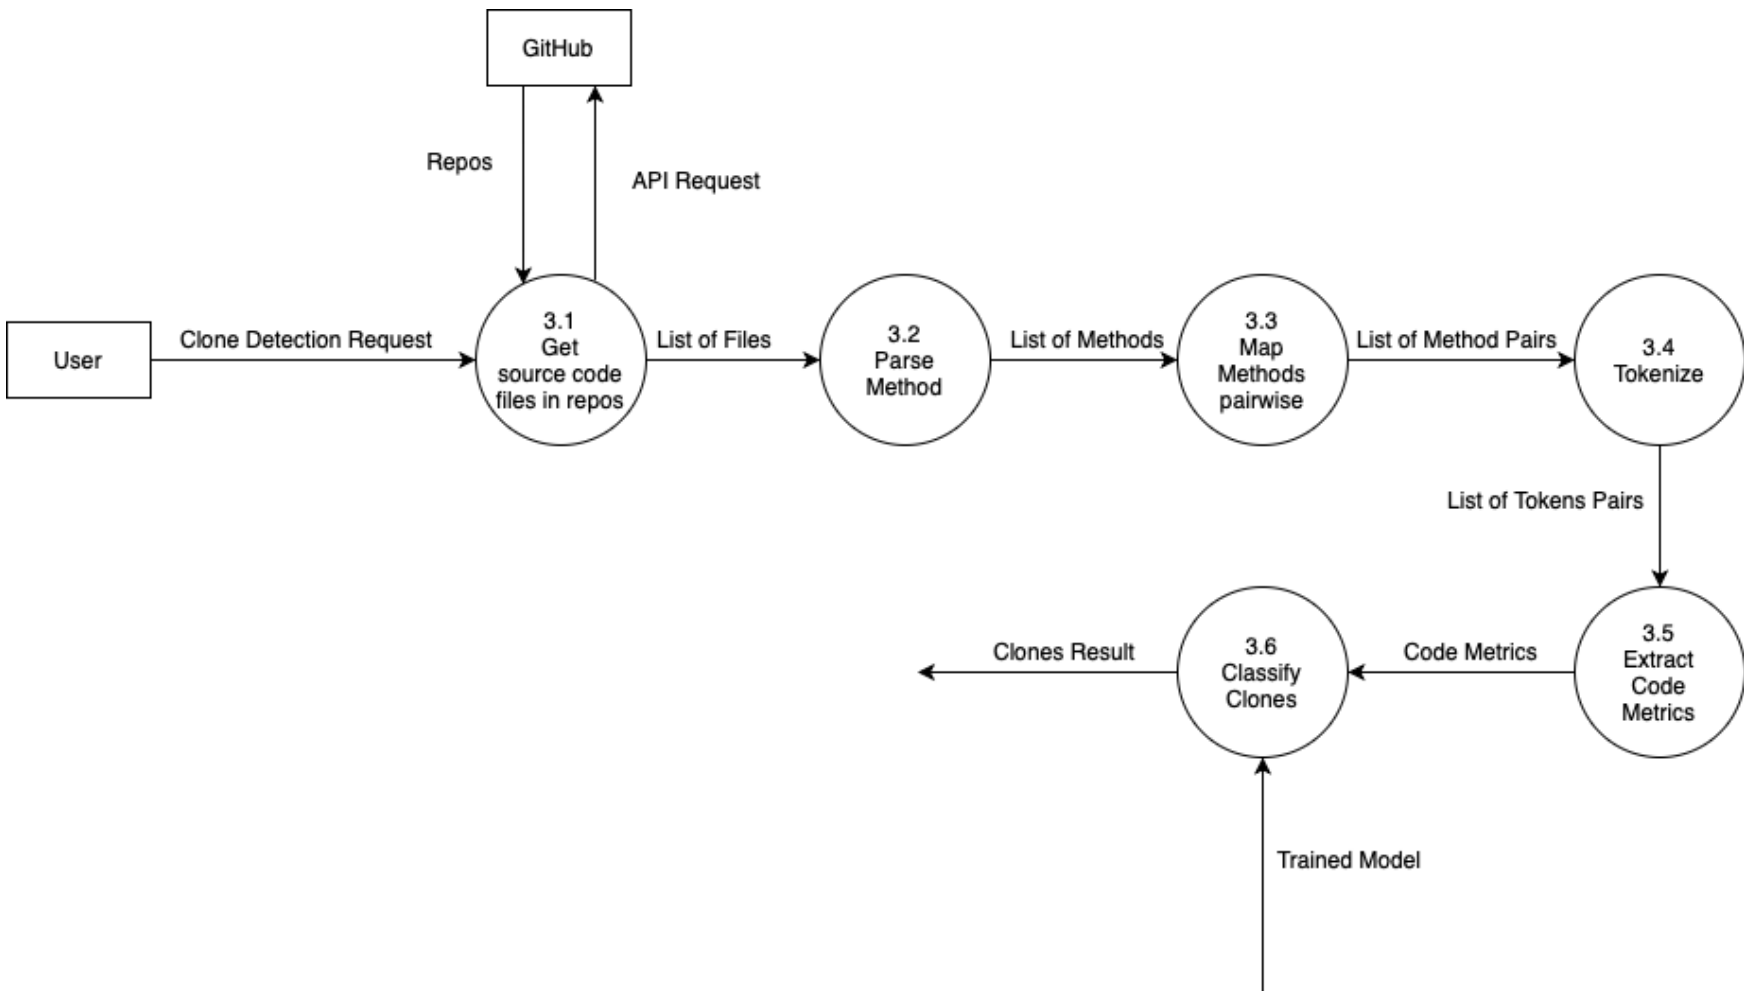 GitHub
Repos
API Request
User
Clone Detection Request
3.1
Get
source code
files in repos
List of Files
3.2
Parse
Method
List of Methods
3.3
Map
Methods
pairwise
List of Method Pairs
3.4
Tokenize
List of Tokens Pairs
3.5
Extract
Code
Metrics
Code Metrics
3.6
Classify
Clones
Clones Result
Trained Model